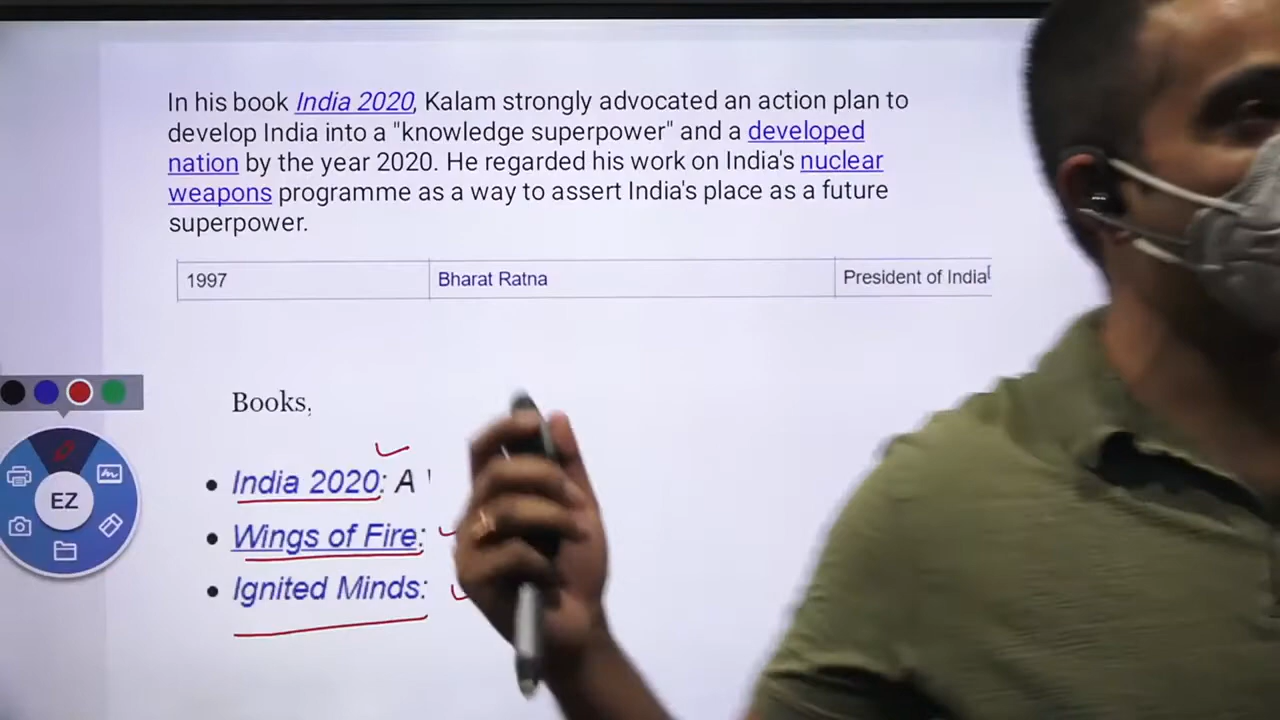 In his book India 2020, Kalam strongly advocated an action plan to
develop India into a "knowledge superpower" and a developed
nation by the year 2020. He regarded his work on India's nuclear
weapons programme as a way to assert India's place as a future
superpower.
1997 Bharat Ratna President of India[
Books,
India 2020: A
Wings of Fire:
Ignited Minds:
EZ